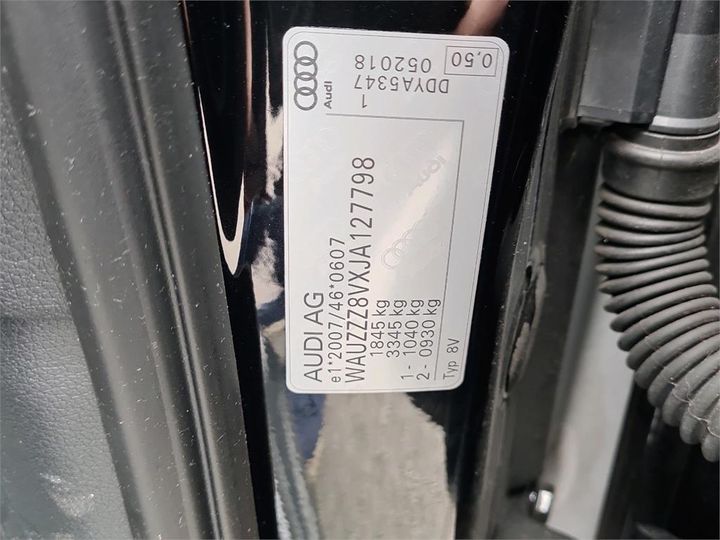 AUDI AG
e1*2007/46*0607
WAUZZZ8VXJA127798
1845 kg
3345 kg
1- 1040 kg
2- 0930 kg
Typ 8V
Audi
1
DDYA5347
052018
0,50